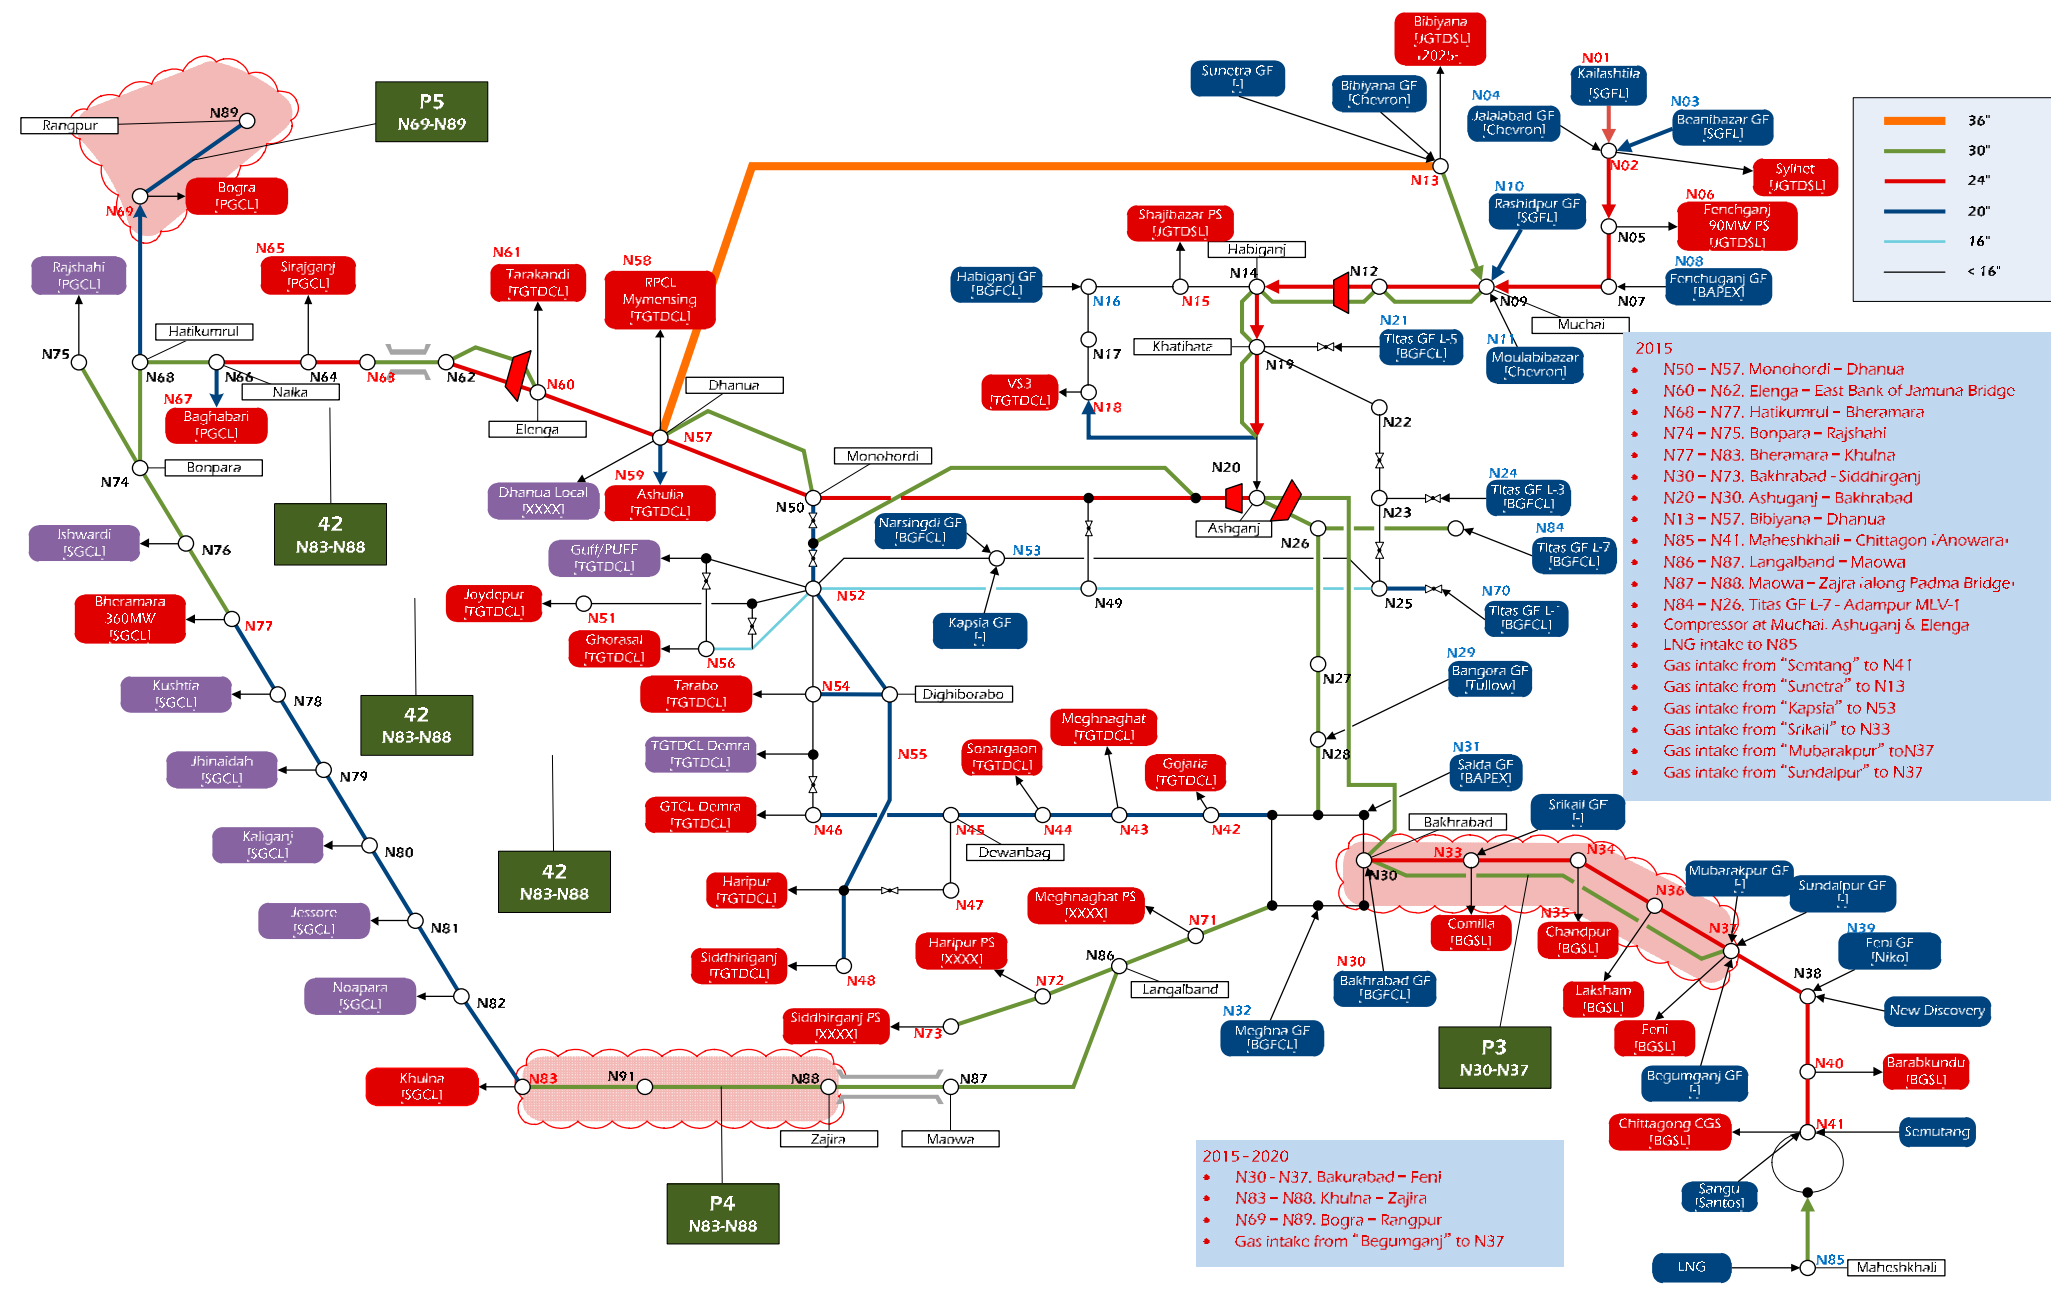 Bibiyana
[JGTDSL]
-2025-
Sunetra GF
[-]
Bibiyana GF
[Chevron]
N01
Kailashtila
[SGFL]
N04
Jalalabad GF
[Chevron]
N03
Beanibazar GF
[SGFL]
N02
Sylhet
[JGTDSL]
36"
30"
24"
20"
16"
< 16"
P5
N69-N89
N89
Rangpur
Bogra
[PGCL]
N69
N13
N10
Rashidpur GF
[SGFL]
N06
Fenchganj
90MW PS
[JGTDSL]
N05
N08
Fenchuganj GF
[BAPEX]
N07
Shajibazar PS
[JGTDSL]
Habiganj
Habiganj GF
[BGFCL]
N16
N15
N14
N12
N09
Muchai
N11
Moulabibazar
[Chevron]
Rajshahi
[PGCL]
N65
Sirajganj
[PGCL]
N61
Tarakandi
[TGTDCL]
N58
RPCL
Mymensing
[TGTDCL]
Hatikumrul
N75
N68
N66
N64
N63
N62
N60
Naika
N67
Baghabari
[PGCL]
Elenga
Dhanua
N57
N17
Khatihata
N19
N21
Titas GF L-5
[BGFCL]
VS3
[TGTDCL]
N18
N22
Bonpara
N74
N59
Ashulia
[TGTDCL]
Dhanua Local
[XXXX]
Monohordi
N50
N20
Ashganj
N26
N23
N24
Titas GF L-3
[BGFCL]
N84
Titas GF L-7
[BGFCL]
42
N83-N88
Ishwardi
[SGCL]
N76
Guff/PUFF
[TGTDCL]
Narsingdi GF
[BGFCL]
N53
N52
N49
N25
N70
Titas GF L-1
[BGFCL]
Kapsia GF
[-]
Joydepur
[TGTDCL]
N51
Ghorasal
[TGTDCL]
N56
Bheramara
360MW
[SGCL]
N77
2015
• N50 – N57. Monohordi – Dhanua
• N60 – N62. Elenga – East Bank of Jamuna Bridge
• N68 – N77. Hatikumrul – Bheramara
• N74 – N75. Bonpara – Rajshahi
• N77 – N83. Bheramara – Khulna
• N30 – N73. Bakhrabad -Siddhirganj
• N20 – N30. Ashuganj – Bakhrabad
• N13 – N57. Bibiyana – Dhanua
• N85 – N41. Maheshkhali – Chittagon (Anowara)
• N86 – N87. Langalband – Maowa
• N87 – N88. Maowa – Zajra (along Padma Bridge)
• N84 – N26. Titas GF L-7 - Adampur MLV-1
• Compressor at Muchai. Ashuganj & Elenga
• LNG intake to N85
• Gas intake from "Semtang" to N41
• Gas intake from "Sunetra" to N13
• Gas intake from "Kapsia" to N53
• Gas intake from "Srikail" to N33
• Gas intake from "Mubarakpur" toN37
• Gas intake from "Sundalpur" to N37
Kushtia
[SGCL]
N78
42
N83-N88
Tarabo
[TGTDCL]
N54
Dighiborabo
N27
N29
Bangora GF
[Tullow]
N28
N31
Salda GF
[BAPEX]
Jhinaidah
[SGCL]
N79
TGTDCL Demra
[TGTDCL]
N55
Sonargaon
[TGTDCL]
Meghnaghat
[TGTDCL]
Gojaria
[TGTDCL]
GTCL Demra
[TGTDCL]
N46
N45
N44
N43
N42
Dewanbag
Srikail GF
[-]
Bakhrabad
N30
N33
N34
Kaliganj
[SGCL]
N80
42
N83-N88
Haripur
[TGTDCL]
N47
Meghnaghat PS
[XXXX]
N71
Comilla
[BGSL]
N35
Chandpur
[BGSL]
N36
Mubarakpur GF
[-]
Sundalpur GF
[-]
N37
N39
Feni GF
[Niko]
Jessore
[SGCL]
N81
Siddhiriganj
[TGTDCL]
N48
Haripur PS
[XXXX]
N72
N86
Langalband
N30
Bakhrabad GF
[BGFCL]
N38
New Discovery
Laksham
[BGSL]
Noapara
[SGCL]
N82
Siddhirganj PS
[XXXX]
N73
N32
Meghna GF
[BGFCL]
P3
N30-N37
Feni
[BGSL]
Begumganj GF
[-]
N40
Barabkundu
[BGSL]
Khulna
[SGCL]
N83
N91
N88
N87
Zajira
Maowa
Chittagong CGS
[BGSL]
N41
Semutang
Sangu
[Santos]
P4
N83-N88
2015 - 2020
• N30 - N37. Bakurabad – Feni
• N83 – N88. Khulna – Zajira
• N69 – N89. Bogra – Rangpur
• Gas intake from "Begumganj" to N37
LNG
N85
Maheshkhali